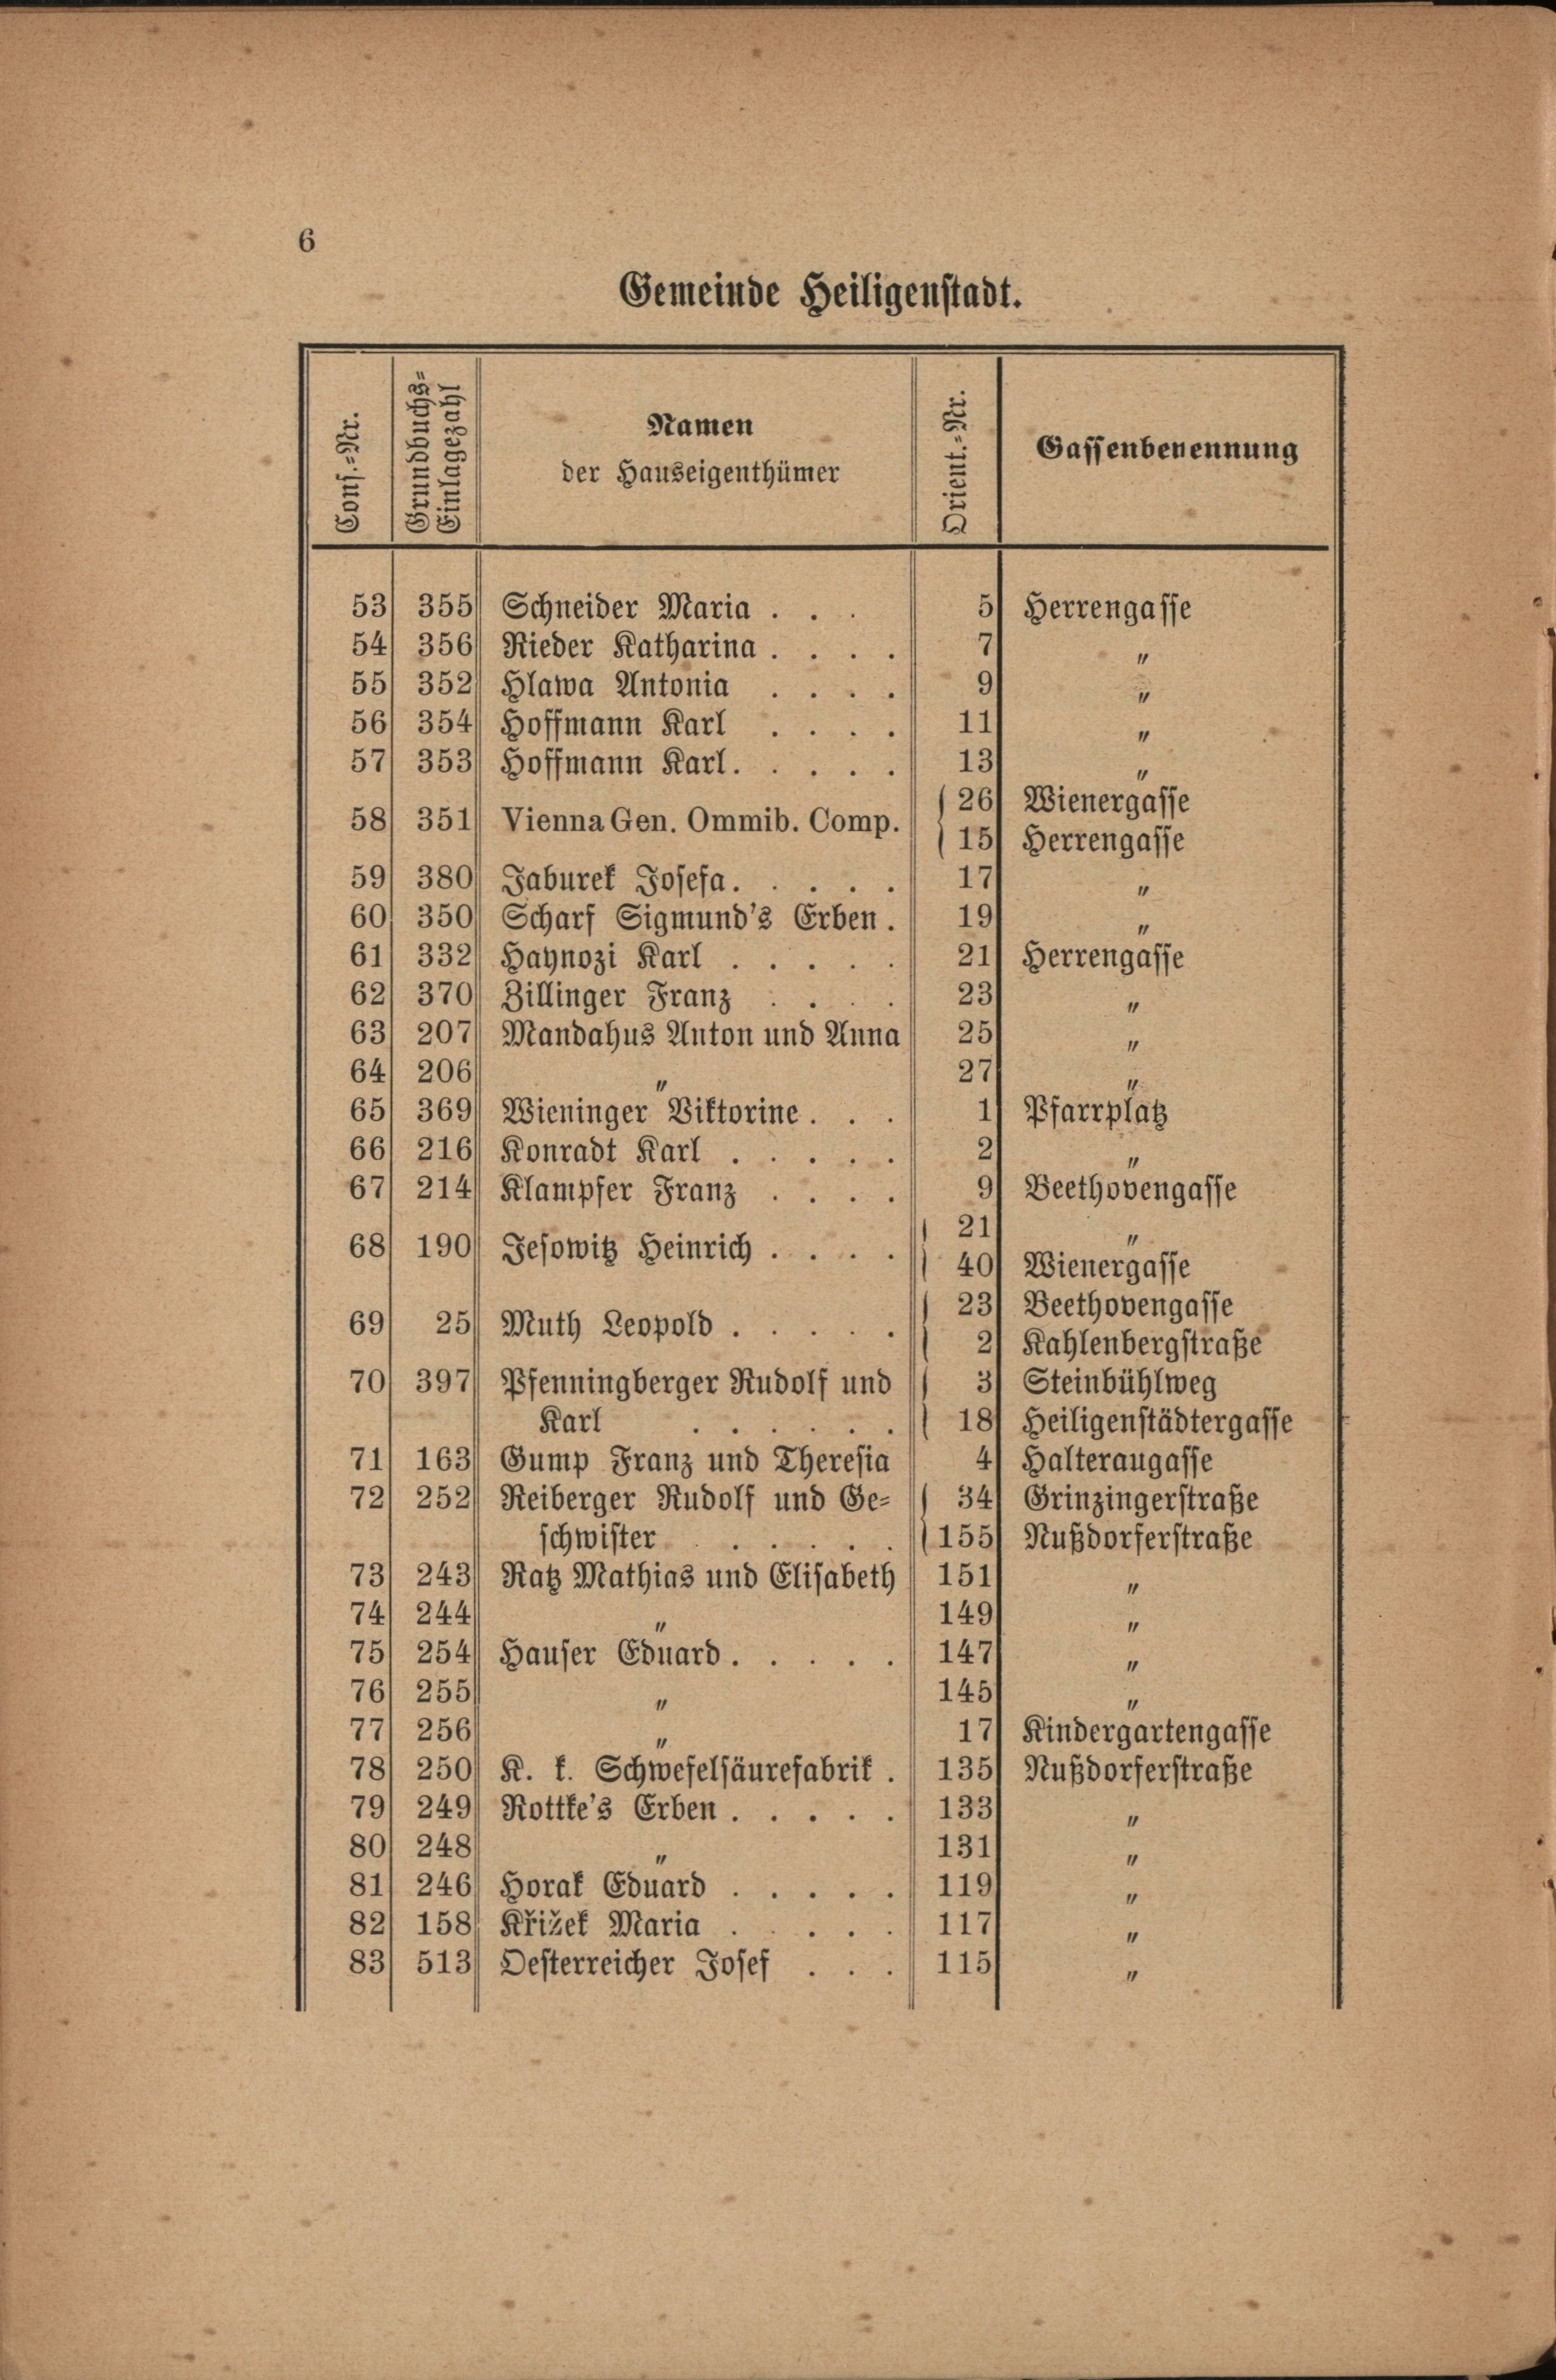 6
Gemeinde Heiligenstadt.
Cons.-Nr. Grundbuchs-Einlagezahl Namen der Hauseigenthümer Orient.-Nr. Gassenbenennung
53 355 Schneider Maria . . . 5 Herrengasse
54 356 Rieder Katharina . . . . 7 "
55 352 Hlawa Antonia . . . . 9 "
56 354 Hoffmann Karl . . . . 11 "
57 353 Hoffmann Karl. . . . . 13 "
58 351 Vienna Gen. Ommib. Comp. { 26 Wienergasse
15 Herrengasse
59 380 Jaburek Josefa. . . . . 17 "
60 350 Scharf Sigmund's Erben . 19 "
61 332 Haynozi Karl . . . . . 21 Herrengasse
62 370 Zillinger Franz . . . . 23 "
63 207 Mandahus Anton und Anna 25 "
64 206 " 27 "
65 369 Wieninger Viktorine . . . 1 Pfarrplatz
66 216 Konradt Karl . . . . . 2 "
67 214 Klampfer Franz . . . . 9 Beethovengasse
68 190 Jesowitz Heinrich . . . . { 21 "
40 Wienergasse
69 25 Muth Leopold . . . . . { 23 Beethovengasse
2 Kahlenbergstraße
70 397 Pfenningberger Rudolf und { 3 Steinbühlweg
Karl . . . . . . 18 Heiligenstädtergasse
71 163 Gump Franz und Theresia 4 Halteraugasse
72 252 Reiberger Rudolf und Ge- { 34 Grinzingerstraße
schwister . . . . . 155 Nußdorferstraße
73 243 Ratz Mathias und Elisabeth 151 "
74 244 " 149 "
75 254 Hauser Eduard . . . . . 147 "
76 255 " 145 "
77 256 " 17 Kindergartengasse
78 250 K. k. Schwefelsäurefabrik . 135 Nußdorferstraße
79 249 Rottke's Erben . . . . . 133 "
80 248 " 131 "
81 246 Horak Eduard . . . . . 119 "
82 158 Křižek Maria . . . . . 117 "
83 513 Oesterreicher Josef . . . 115 "